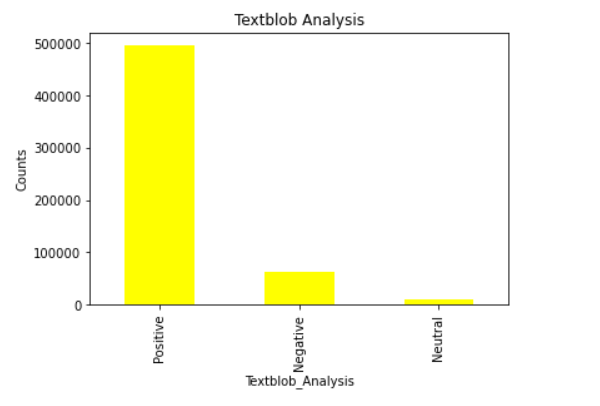 Textblob Analysis
500000
400000
300000
200000
100000
0
Counts
Positive
Negative
Neutral
Textblob_Analysis